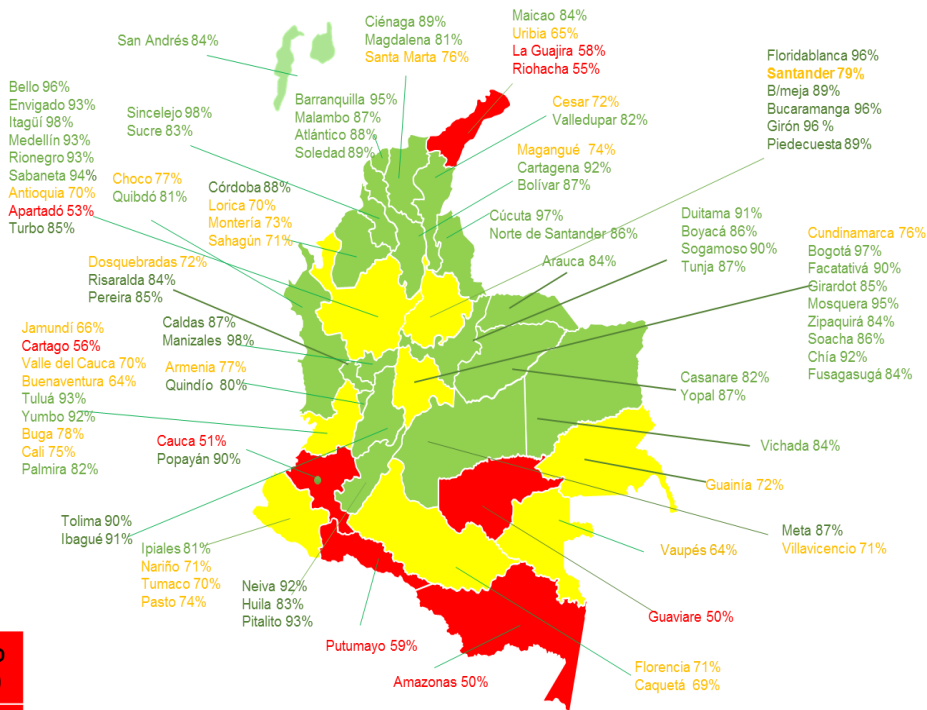 San Andrés 84%
Ciénaga 89%
Magdalena 81%
Santa Marta 76%
Maicao 84%
Uribia 65%
La Guajira 58%
Riohacha 55%
Floridablanca 96%
Santander 79%
B/meja 89%
Bucaramanga 96%
Girón 96 %
Piedecuesta 89%
Bello 96%
Envigado 93%
Itagüí 98%
Medellín 93%
Rionegro 93%
Sabaneta 94%
Antioquia 70%
Apartadó 53%
Turbo 85%
Sincelejo 98%
Sucre 83%
Barranquilla 95%
Malambo 87%
Atlántico 88%
Soledad 89%
Cesar 72%
Valledupar 82%
Magangué 74%
Cartagena 92%
Bolívar 87%
Choco 77%
Quibdó 81%
Córdoba 88%
Lorica 70%
Montería 73%
Sahagún 71%
Cúcuta 97%
Norte de Santander 86%
Arauca 84%
Duitama 91%
Boyacá 86%
Sogamoso 90%
Tunja 87%
Cundinamarca 76%
Bogotá 97%
Facatativá 90%
Girardot 85%
Mosquera 95%
Zipaquirá 84%
Soacha 86%
Chía 92%
Fusagasugá 84%
Dosquebradas 72%
Risaralda 84%
Pereira 85%
Caldas 87%
Manizales 98%
Jamundí 66%
Cartago 56%
Valle del Cauca 70%
Buenaventura 64%
Tuluá 93%
Yumbo 92%
Buga 78%
Cali 75%
Palmira 82%
Armenia 77%
Quindío 80%
Casanare 82%
Yopal 87%
Cauca 51%
Popayán 90%
Vichada 84%
Guainía 72%
Tolima 90%
Ibagué 91%
Ipiales 81%
Nariño 71%
Tumaco 70%
Pasto 74%
Meta 87%
Villavicencio 71%
Vaupés 64%
Neiva 92%
Huila 83%
Pitalito 93%
Guaviare 50%
Putumayo 59%
Amazonas 50%
Florencia 71%
Caquetá 69%